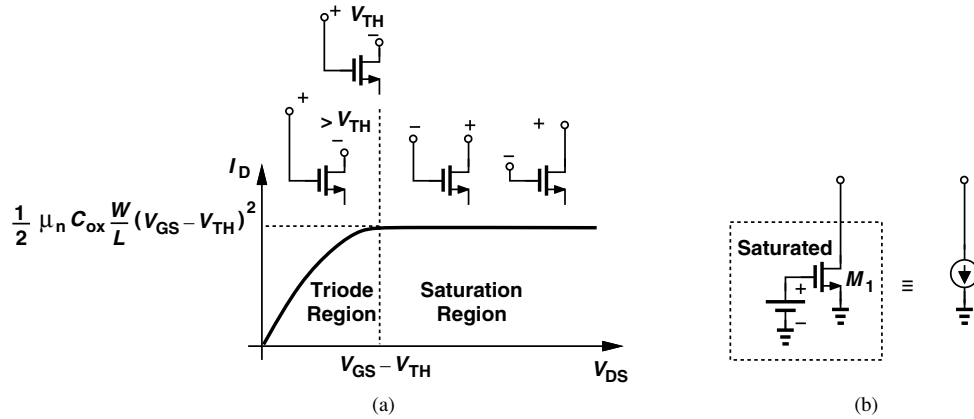 + V_TH
−
+
> V_TH
−
− +
+
−
I_D
1/2 μ_n C_ox W/L (V_GS − V_TH)^2
Triode
Region
Saturation
Region
V_GS − V_TH
V_DS
(a)
Saturated
+
−
M_1
≡
(b)